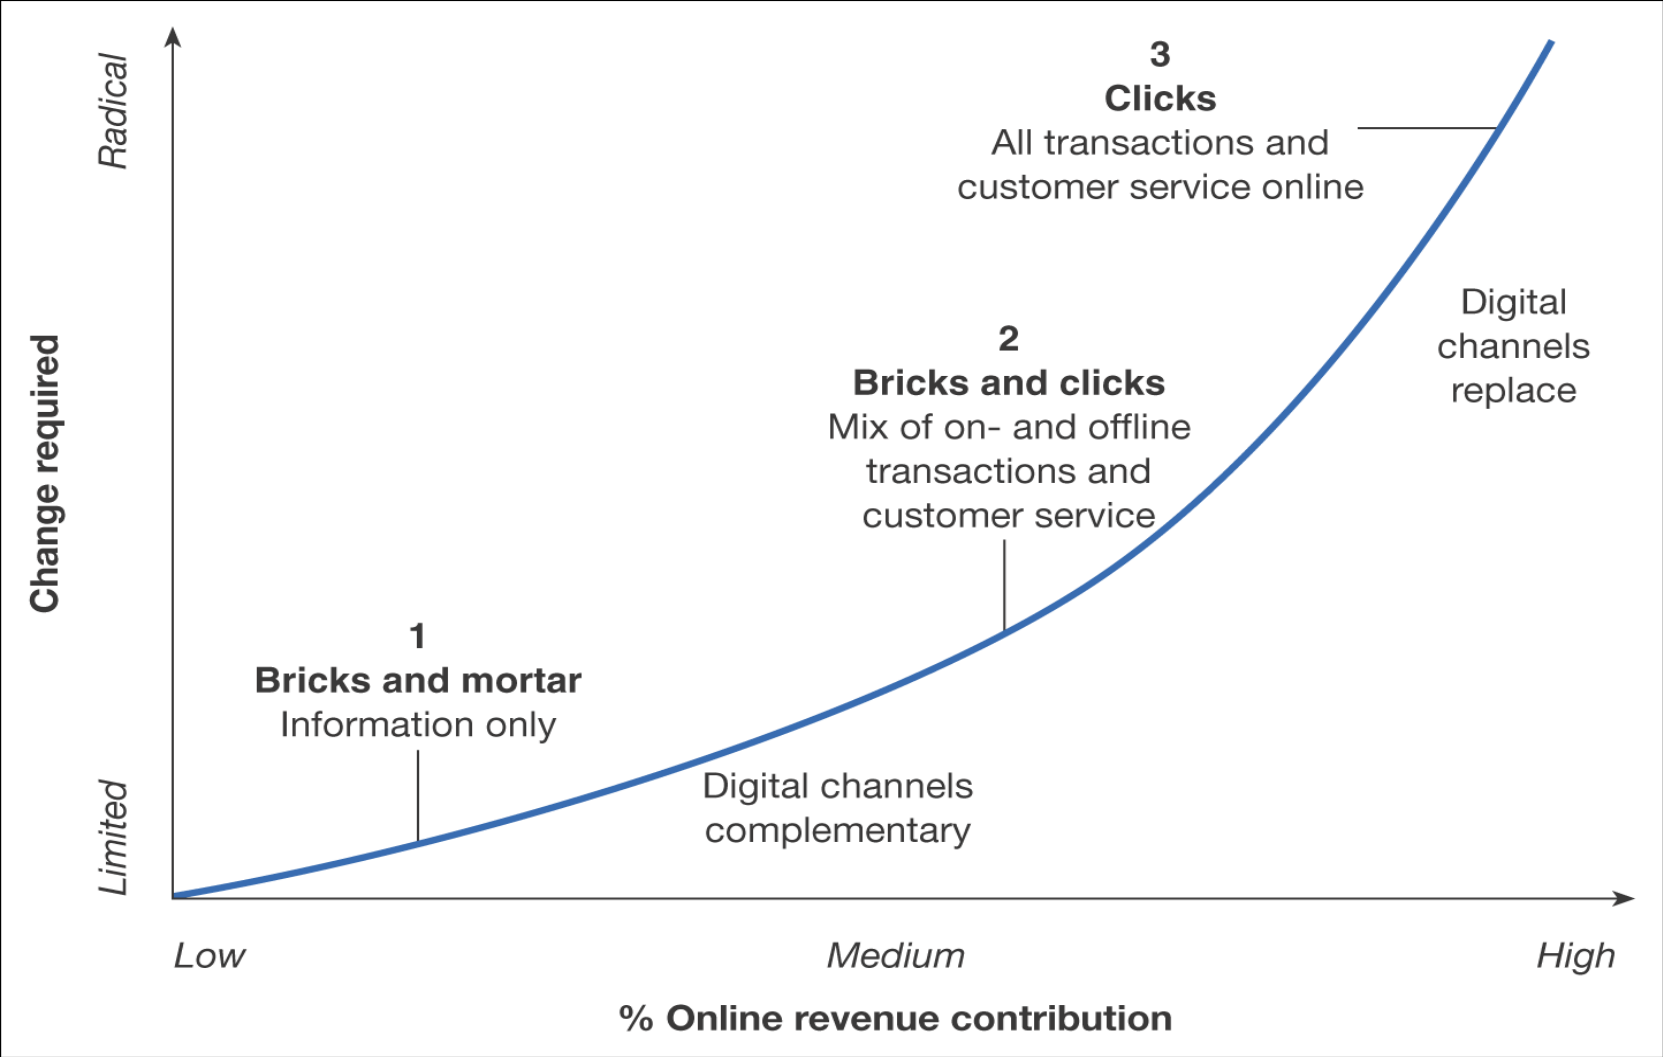 Radical
Change required
Limited
3
Clicks
All transactions and
customer service online
Digital
channels
replace
2
Bricks and clicks
Mix of on- and offline
transactions and
customer service
1
Bricks and mortar
Information only
Digital channels
complementary
Low
Medium
High
% Online revenue contribution